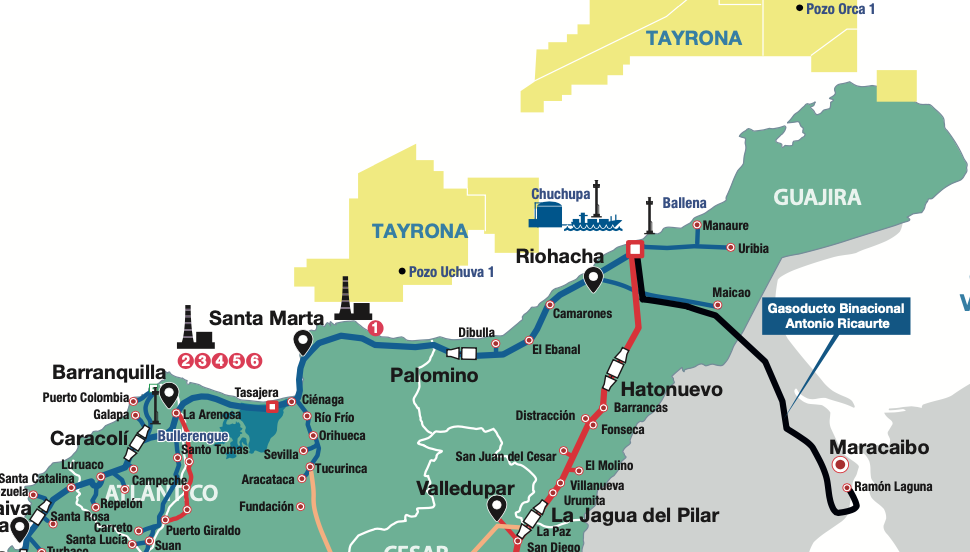 Pozo Orca 1
TAYRONA
GUAJIRA
Chuchupa
Ballena
Manaure
Uribia
TAYRONA
Pozo Uchuva 1
Riohacha
Maicao
Gasoducto Binacional
Antonio Ricaurte
Camarones
Santa Marta
1
Dibulla
El Ebanal
2 3 4 5 6
Palomino
Barranquilla
Hatonuevo
Tasajera
Ciénaga
Puerto Colombia
Galapa
La Arenosa
Río Frío
Barrancas
Distracción
Fonseca
Caracolí
Bullerengue
Orihueca
Santo Tomas
Sevilla
San Juan del Cesar
Maracaibo
Luruaco
Tucurinca
El Molino
Santa Catalina
Campeche
Aracataca
Villanueva
Ramón Laguna
zuela
ATLÁNTICO
Valledupar
Urumita
Repelón
Fundación
aiva
Santa Rosa
La Jagua del Pilar
a
Carreto
Puerto Giraldo
La Paz
Santa Lucía
Suan
San Diego
Turbaco
CESAR
V